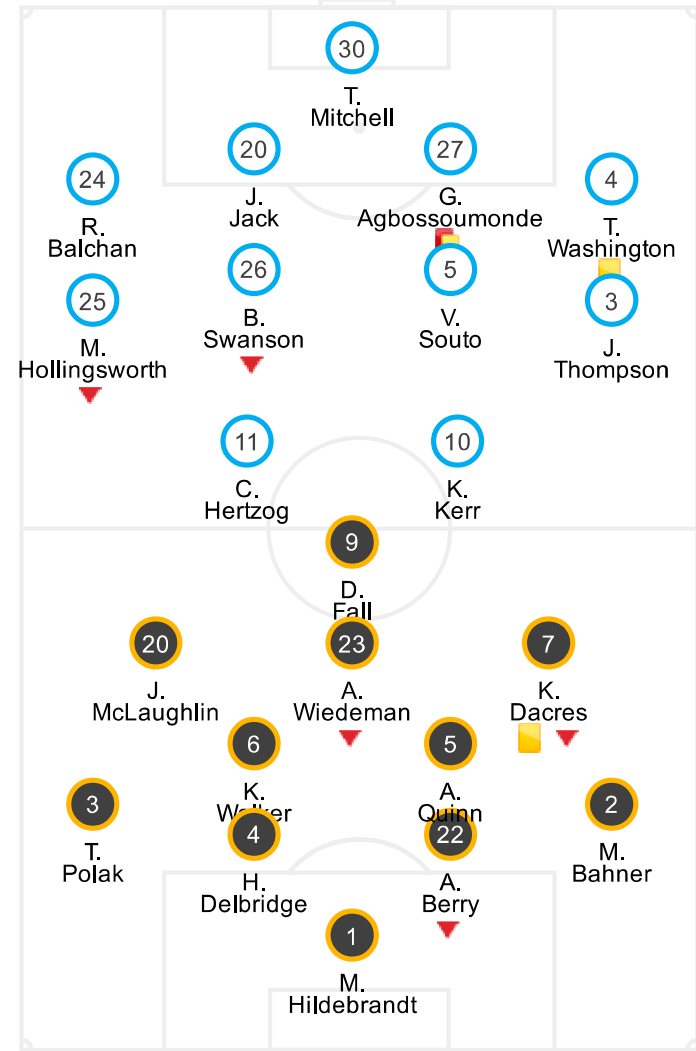 30
T.
Mitchell
20
J.
Jack
27
G.
Agbossoumonde
24
R.
Balchan
4
T.
Washington
26
B.
Swanson
5
V.
Souto
25
M.
Hollingsworth
3
J.
Thompson
11
C.
Hertzog
10
K.
Kerr
9
D.
Fall
20
J.
McLaughlin
23
A.
Wiedeman
7
K.
Dacres
6
K.
Walker
5
A.
Quinn
3
T.
Polak
2
M.
Bahner
4
H.
Delbridge
22
A.
Berry
1
M.
Hildebrandt